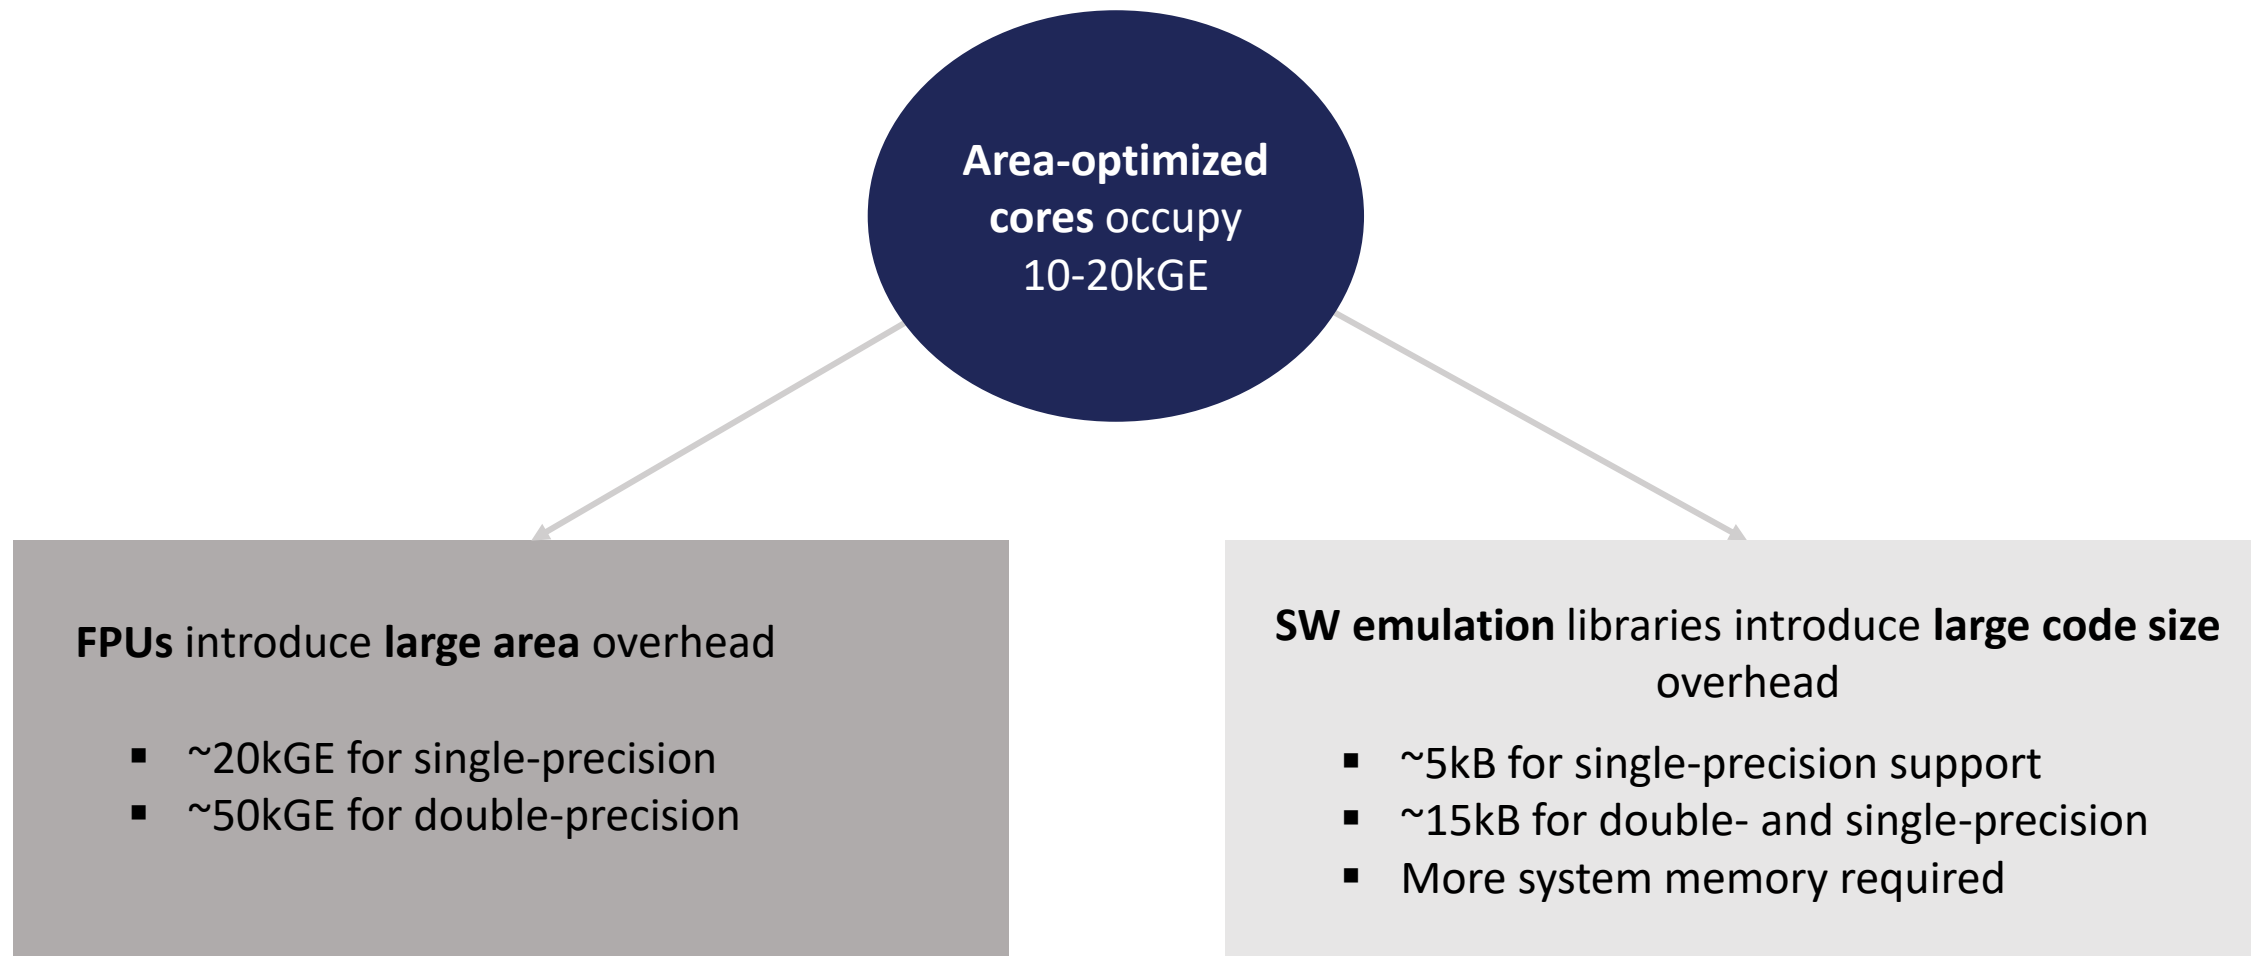 Area-optimized
cores occupy
10-20kGE
FPUs introduce large area overhead
▪ ~20kGE for single-precision
▪ ~50kGE for double-precision
SW emulation libraries introduce large code size
overhead
▪ ~5kB for single-precision support
▪ ~15kB for double- and single-precision
▪ More system memory required